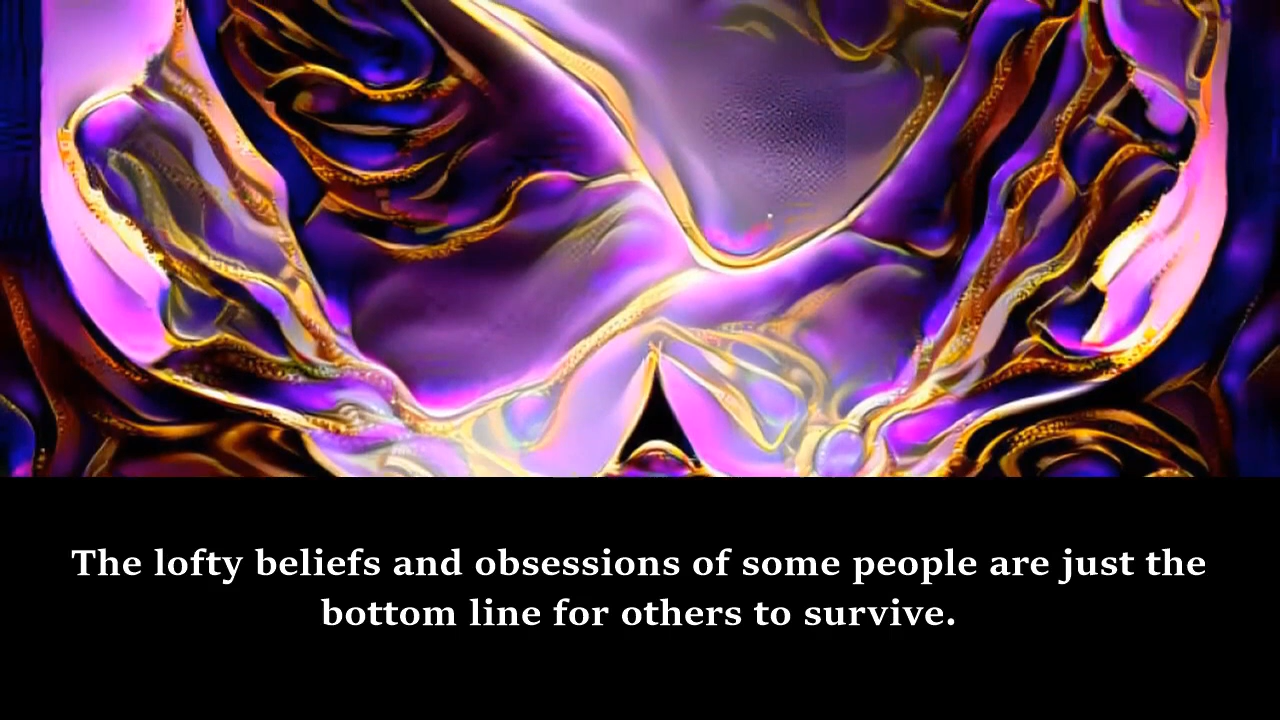 The lofty beliefs and obsessions of some people are just the
bottom line for others to survive.